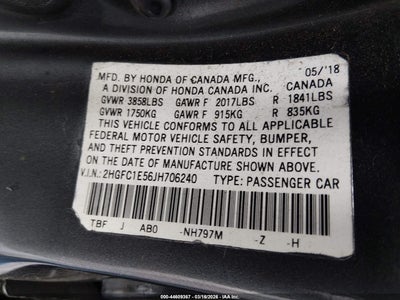 MFD. BY HONDA OF CANADA MFG., 05/'18
A DIVISION OF HONDA CANADA INC. CANADA
GVWR 3858LBS GAWR F 2017LBS R 1841LBS
GVWR 1750KG GAWR F 915KG R 835KG
THIS VEHICLE CONFORMS TO ALL APPLICABLE
FEDERAL MOTOR VEHICLE SAFETY, BUMPER,
AND THEFT PREVENTION STANDARDS IN EFFECT
ON THE DATE OF MANUFACTURE SHOWN ABOVE.
V.I.N.: 2HGFC1E56JH706240 TYPE: PASSENGER CAR
TBF J AB0 -NH797M -Z -H
000-44609367 | 03/18/2026 | IAA Inc.